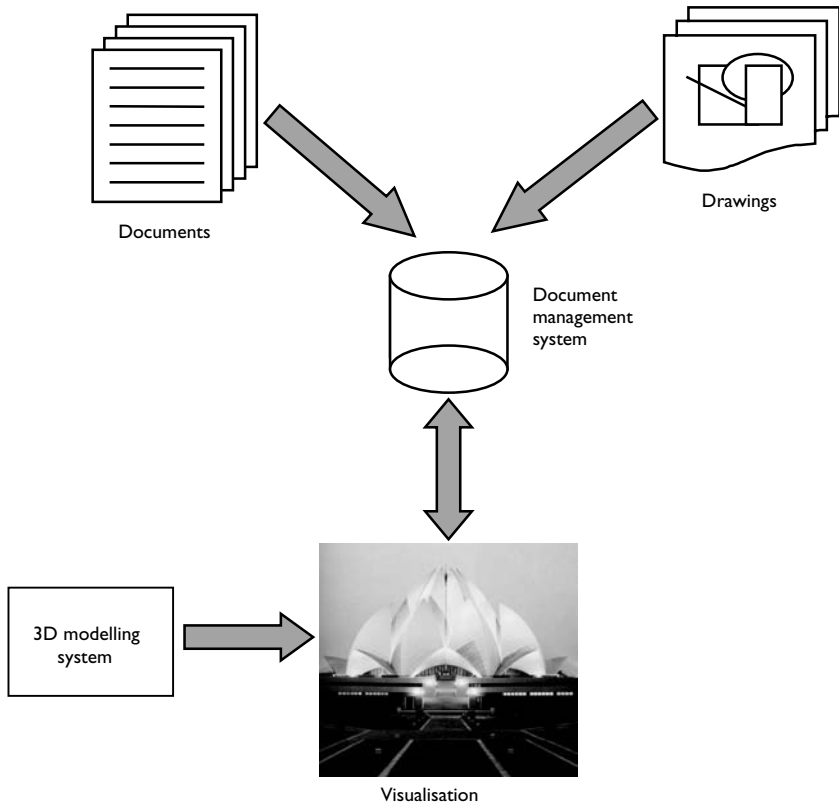 Documents
Drawings
Document
management
system
3D modelling
system
Visualisation